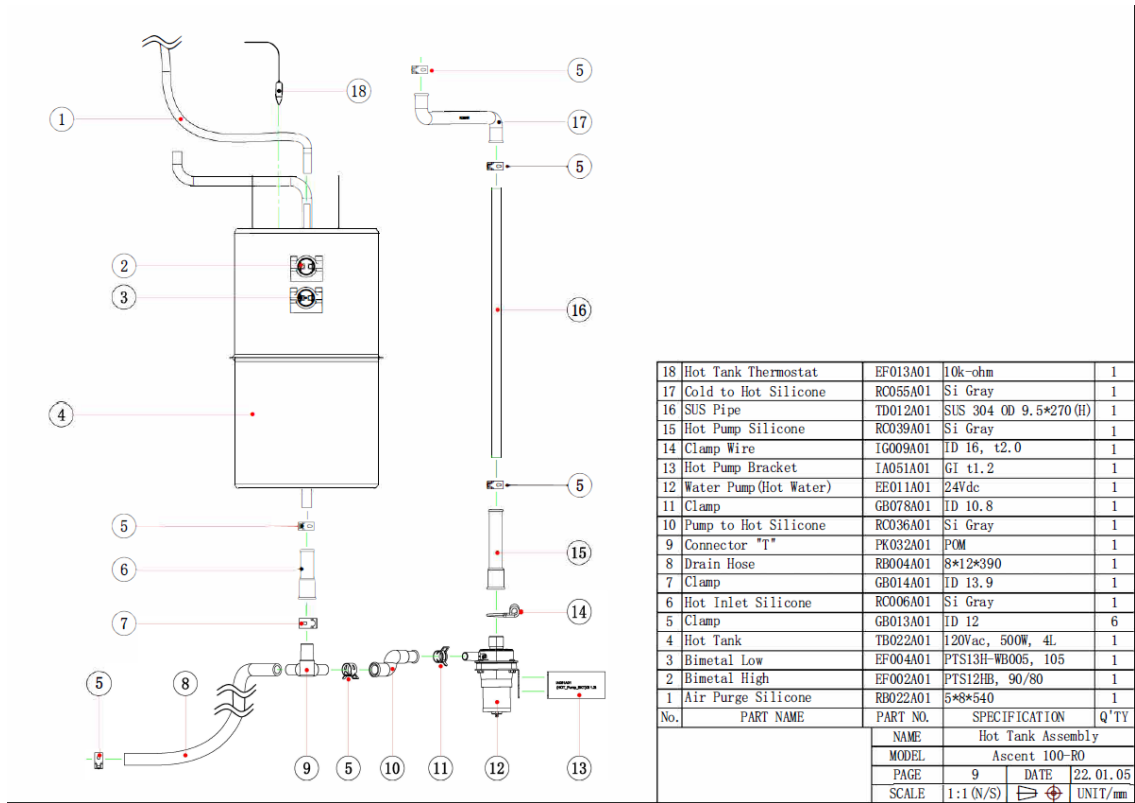 5
18
17
1
5
2
3
16
4
5
5
6
15
14
7
5
8
9
5
10
11
12
13
18 Hot Tank Thermostat EF013A01 10k-ohm 1
17 Cold to Hot Silicone RC055A01 Si Gray 1
16 SUS Pipe TD012A01 SUS 304 OD 9.5*270(H) 1
15 Hot Pump Silicone RC039A01 Si Gray 1
14 Clamp Wire IG009A01 ID 16, t2.0 1
13 Hot Pump Bracket IA051A01 GI t1.2 1
12 Water Pump(Hot Water) EE011A01 24Vdc 1
11 Clamp GB078A01 ID 10.8 1
10 Pump to Hot Silicone RC036A01 Si Gray 1
9 Connector "T" PK032A01 POM 1
8 Drain Hose RB004A01 8*12*390 1
7 Clamp GB014A01 ID 13.9 1
6 Hot Inlet Silicone RC006A01 Si Gray 1
5 Clamp GB013A01 ID 12 6
4 Hot Tank TB022A01 120Vac, 500W, 4L 1
3 Bimetal Low EF004A01 PTS13H-WB005, 105 1
2 Bimetal High EF002A01 PTS12HB, 90/80 1
1 Air Purge Silicone RB022A01 5*8*540 1
No. PART NAME PART NO. SPECIFICATION Q'TY
NAME Hot Tank Assembly
MODEL Ascent 100-RO
PAGE 9 DATE 22.01.05
SCALE 1:1(N/S) UNIT/mm